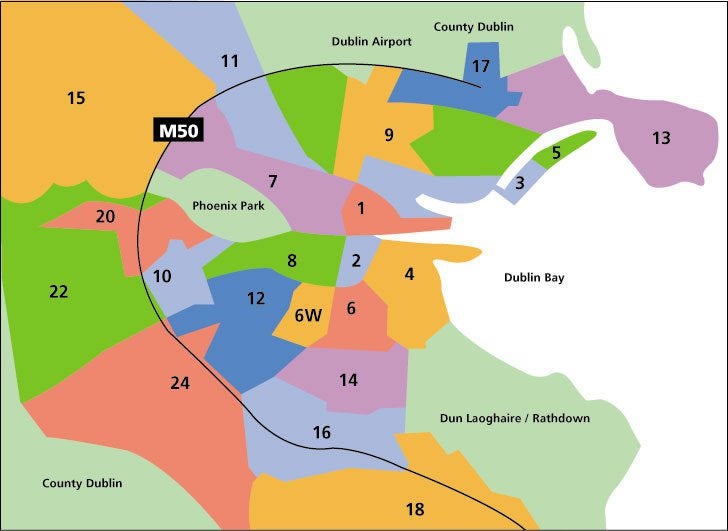 County Dublin
Dublin Airport
11
17
15
M50
9
13
5
7
3
Phoenix Park
1
20
8
2
10
4
Dublin Bay
22
12
6
6W
14
24
Dun Laoghaire / Rathdown
16
County Dublin
18